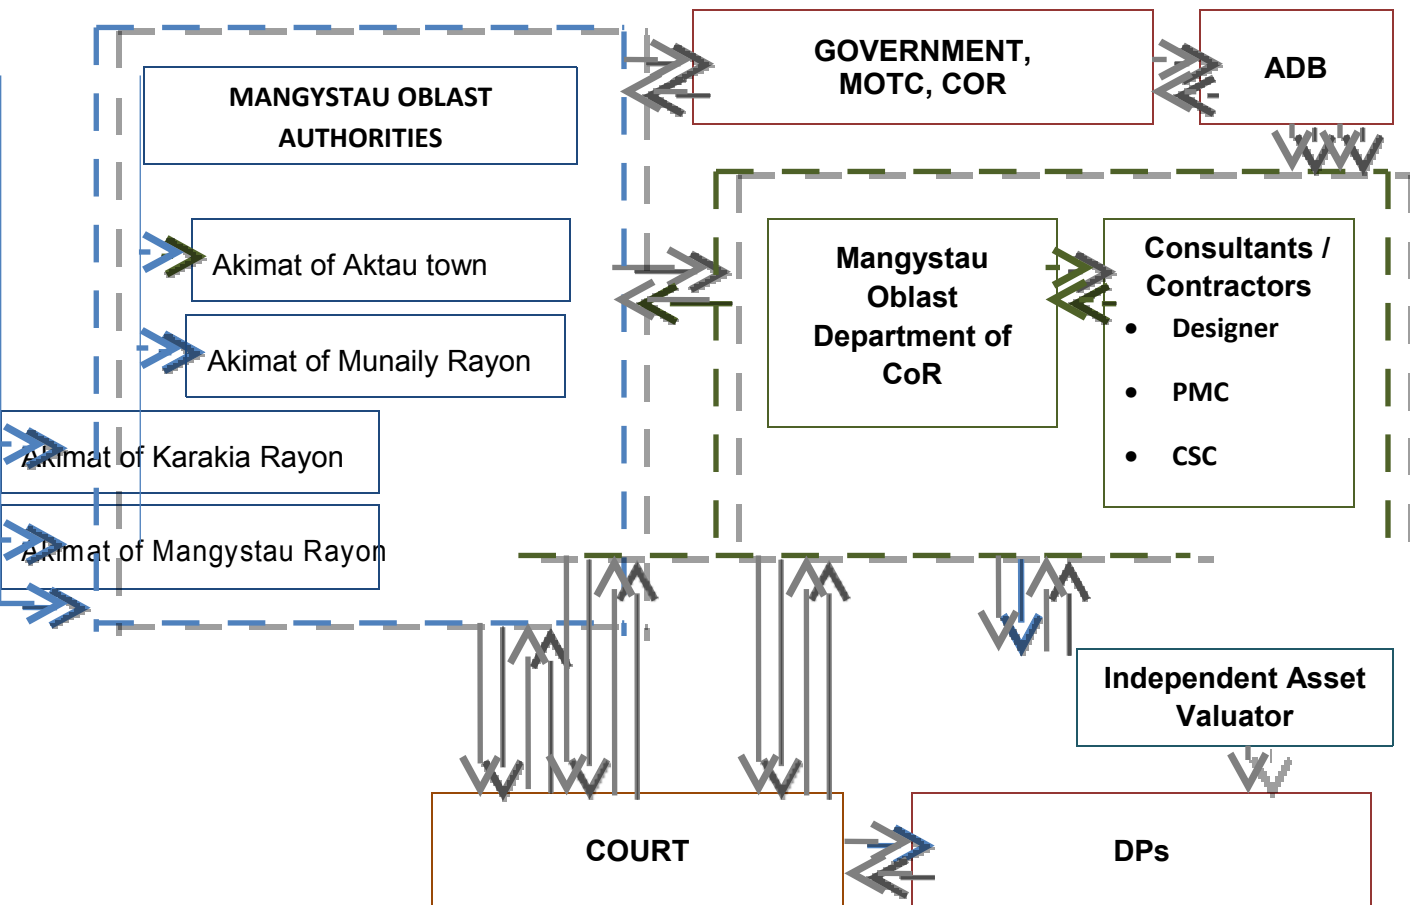 GOVERNMENT,
MOTC, COR
ADB
MANGYSTAU OBLAST
AUTHORITIES
Akimat of Aktau town
Akimat of Munaily Rayon
Akimat of Karakia Rayon
Akimat of Mangystau Rayon
Mangystau
Oblast
Department of
CoR
Consultants /
Contractors
• Designer
• PMC
• CSC
Independent Asset
Valuator
COURT
DPs